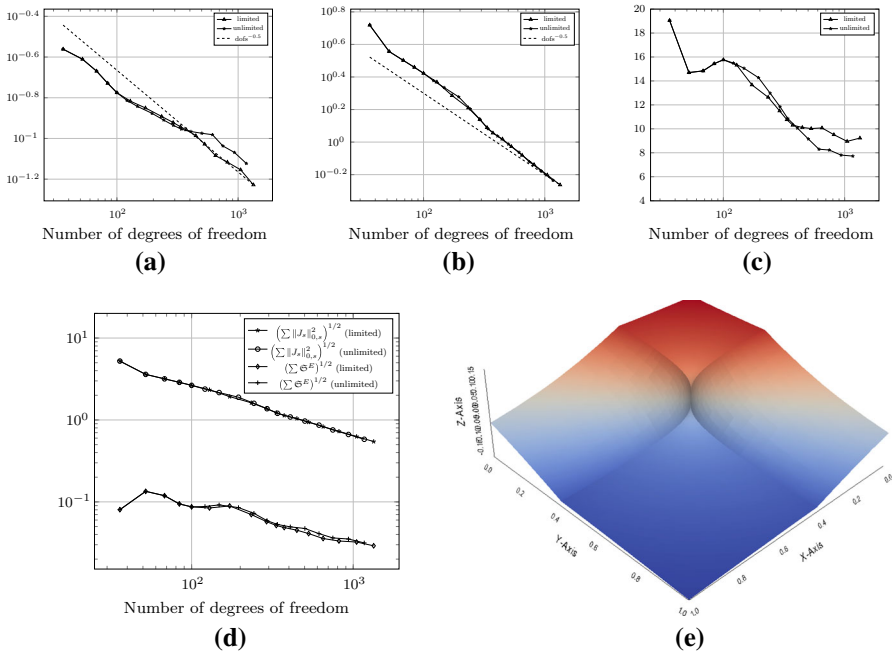 10^−0.4
10^−0.6
10^−0.8
10^−1
10^−1.2
limited
unlimited
dofs^−0.5
10^2
10^3
Number of degrees of freedom
(a)
10^0.8
10^0.6
10^0.4
10^0.2
10^0
10^−0.2
limited
unlimited
dofs^−0.5
10^2
10^3
Number of degrees of freedom
(b)
20
18
16
14
12
10
8
6
4
limited
unlimited
10^2
10^3
Number of degrees of freedom
(c)
10^1
10^0
10^−1
(∑ ‖J_s‖²_{0,s})^{1/2} (limited)
(∑ ‖J_s‖²_{0,s})^{1/2} (unlimited)
(∑ 𝔖^E)^{1/2} (limited)
(∑ 𝔖^E)^{1/2} (unlimited)
10^2
10^3
Number of degrees of freedom
(d)
Z-Axis
0.0
0.2
0.4
Y-Axis
0.6
0.8
1.0
1.0
0.8
0.6
X-Axis
0.4
0.2
0.0
(e)